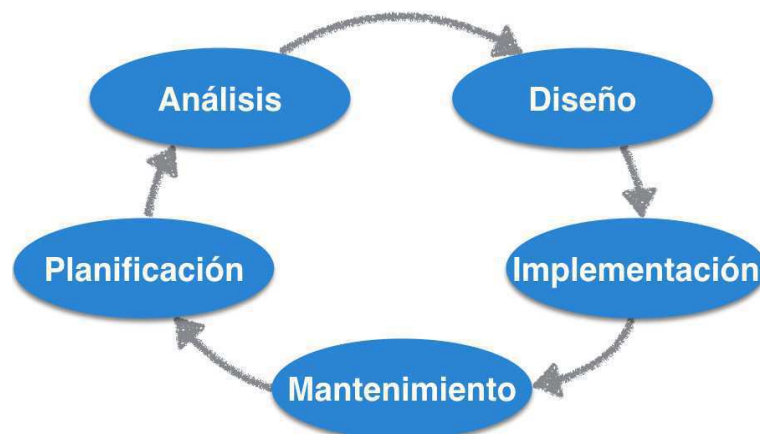 Análisis
Diseño
Planificación
Implementación
Mantenimiento